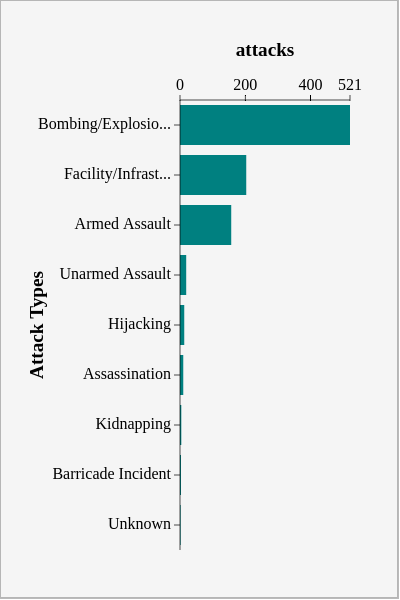 attacks
0 200 400 521
Bombing/Explosio...
Facility/Infrast...
Armed Assault
Unarmed Assault
Hijacking
Assassination
Kidnapping
Barricade Incident
Unknown
Attack Types